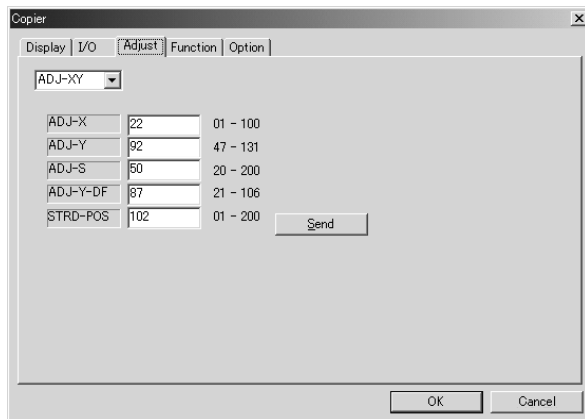 Copier
Display I/O Adjust Function Option
ADJ-XY
ADJ-X 22 01 - 100
ADJ-Y 92 47 - 131
ADJ-S 50 20 - 200
ADJ-Y-DF 87 21 - 106
STRD-POS 102 01 - 200
Send
OK Cancel